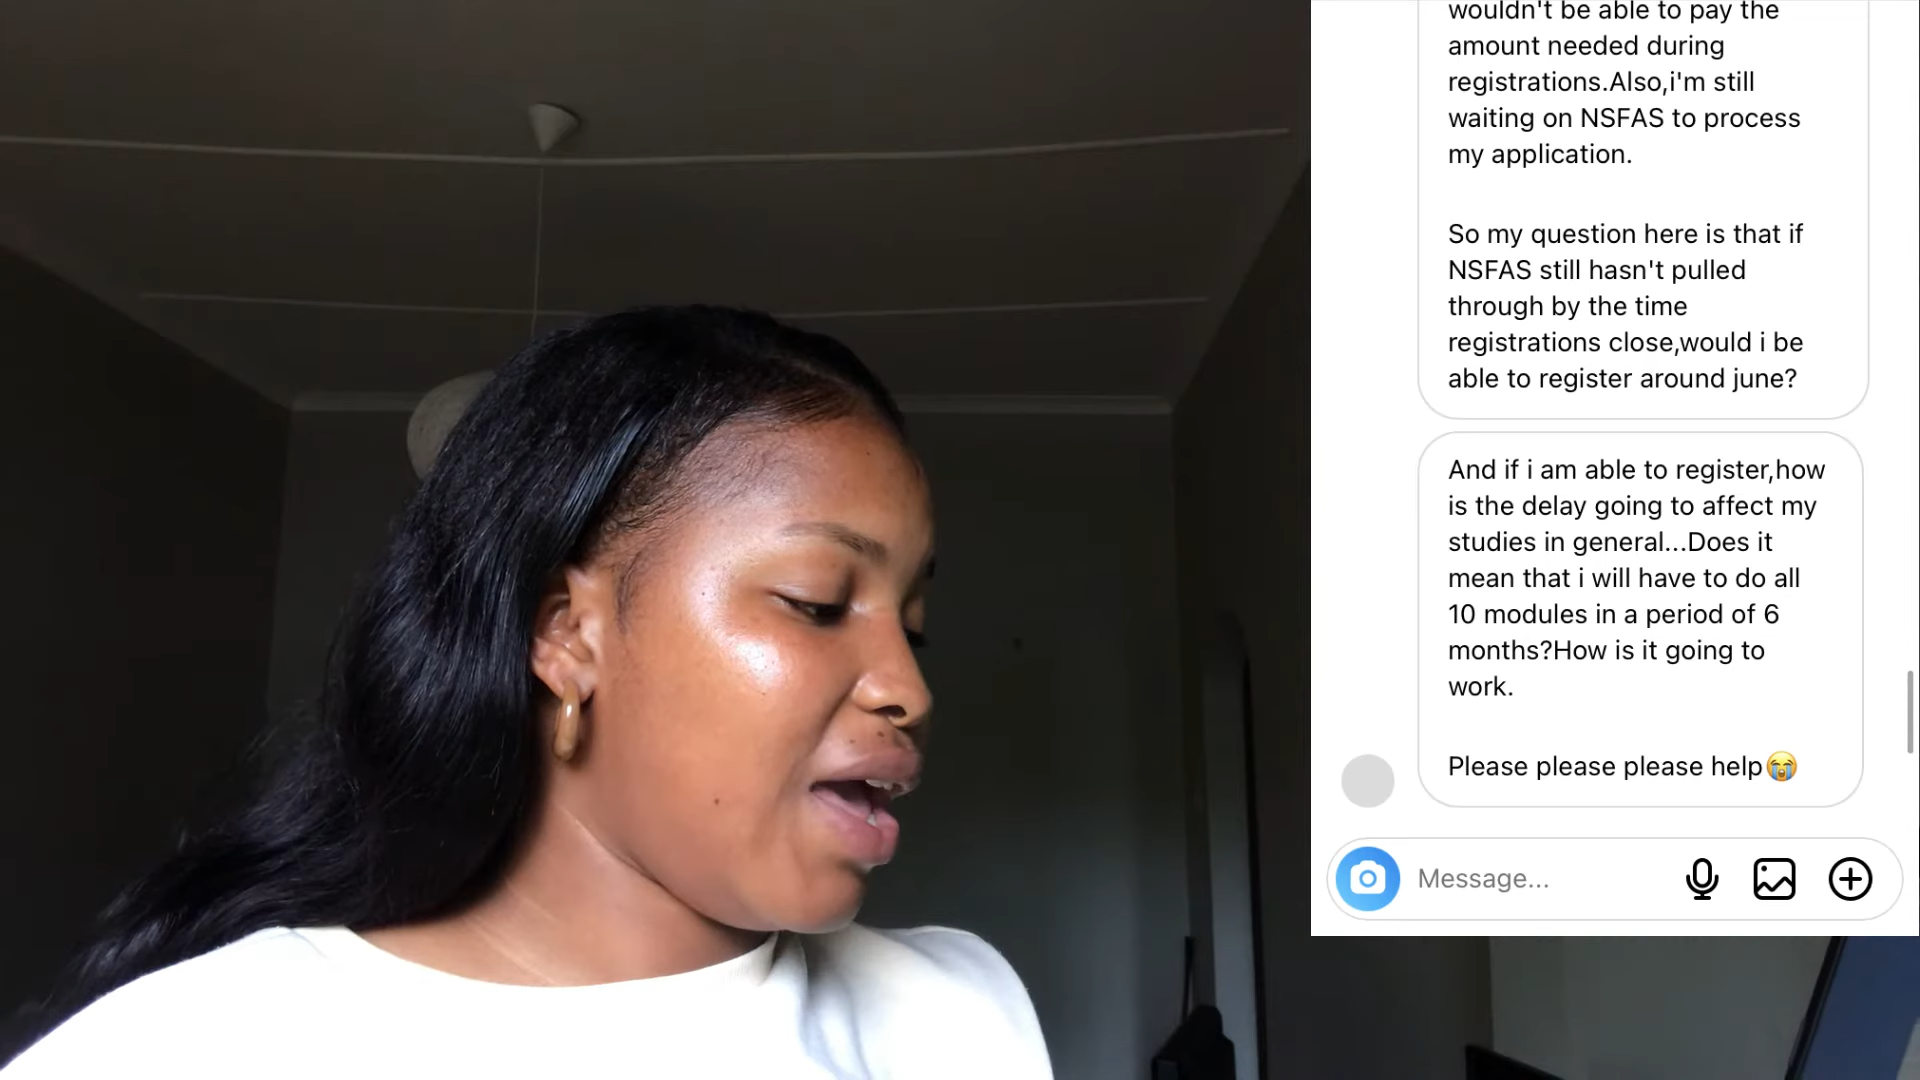 wouldn't be able to pay the
amount needed during
registrations.Also,i'm still
waiting on NSFAS to process
my application.
So my question here is that if
NSFAS still hasn't pulled
through by the time
registrations close,would i be
able to register around june?
And if i am able to register,how
is the delay going to affect my
studies in general...Does it
mean that i will have to do all
10 modules in a period of 6
months?How is it going to
work.
Please please please help😭
Message...